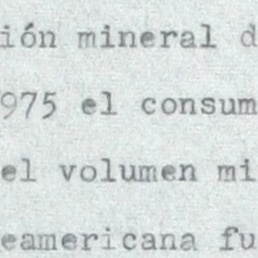 ión mineral d
975 el consum
el volumen mi
eamericana fu